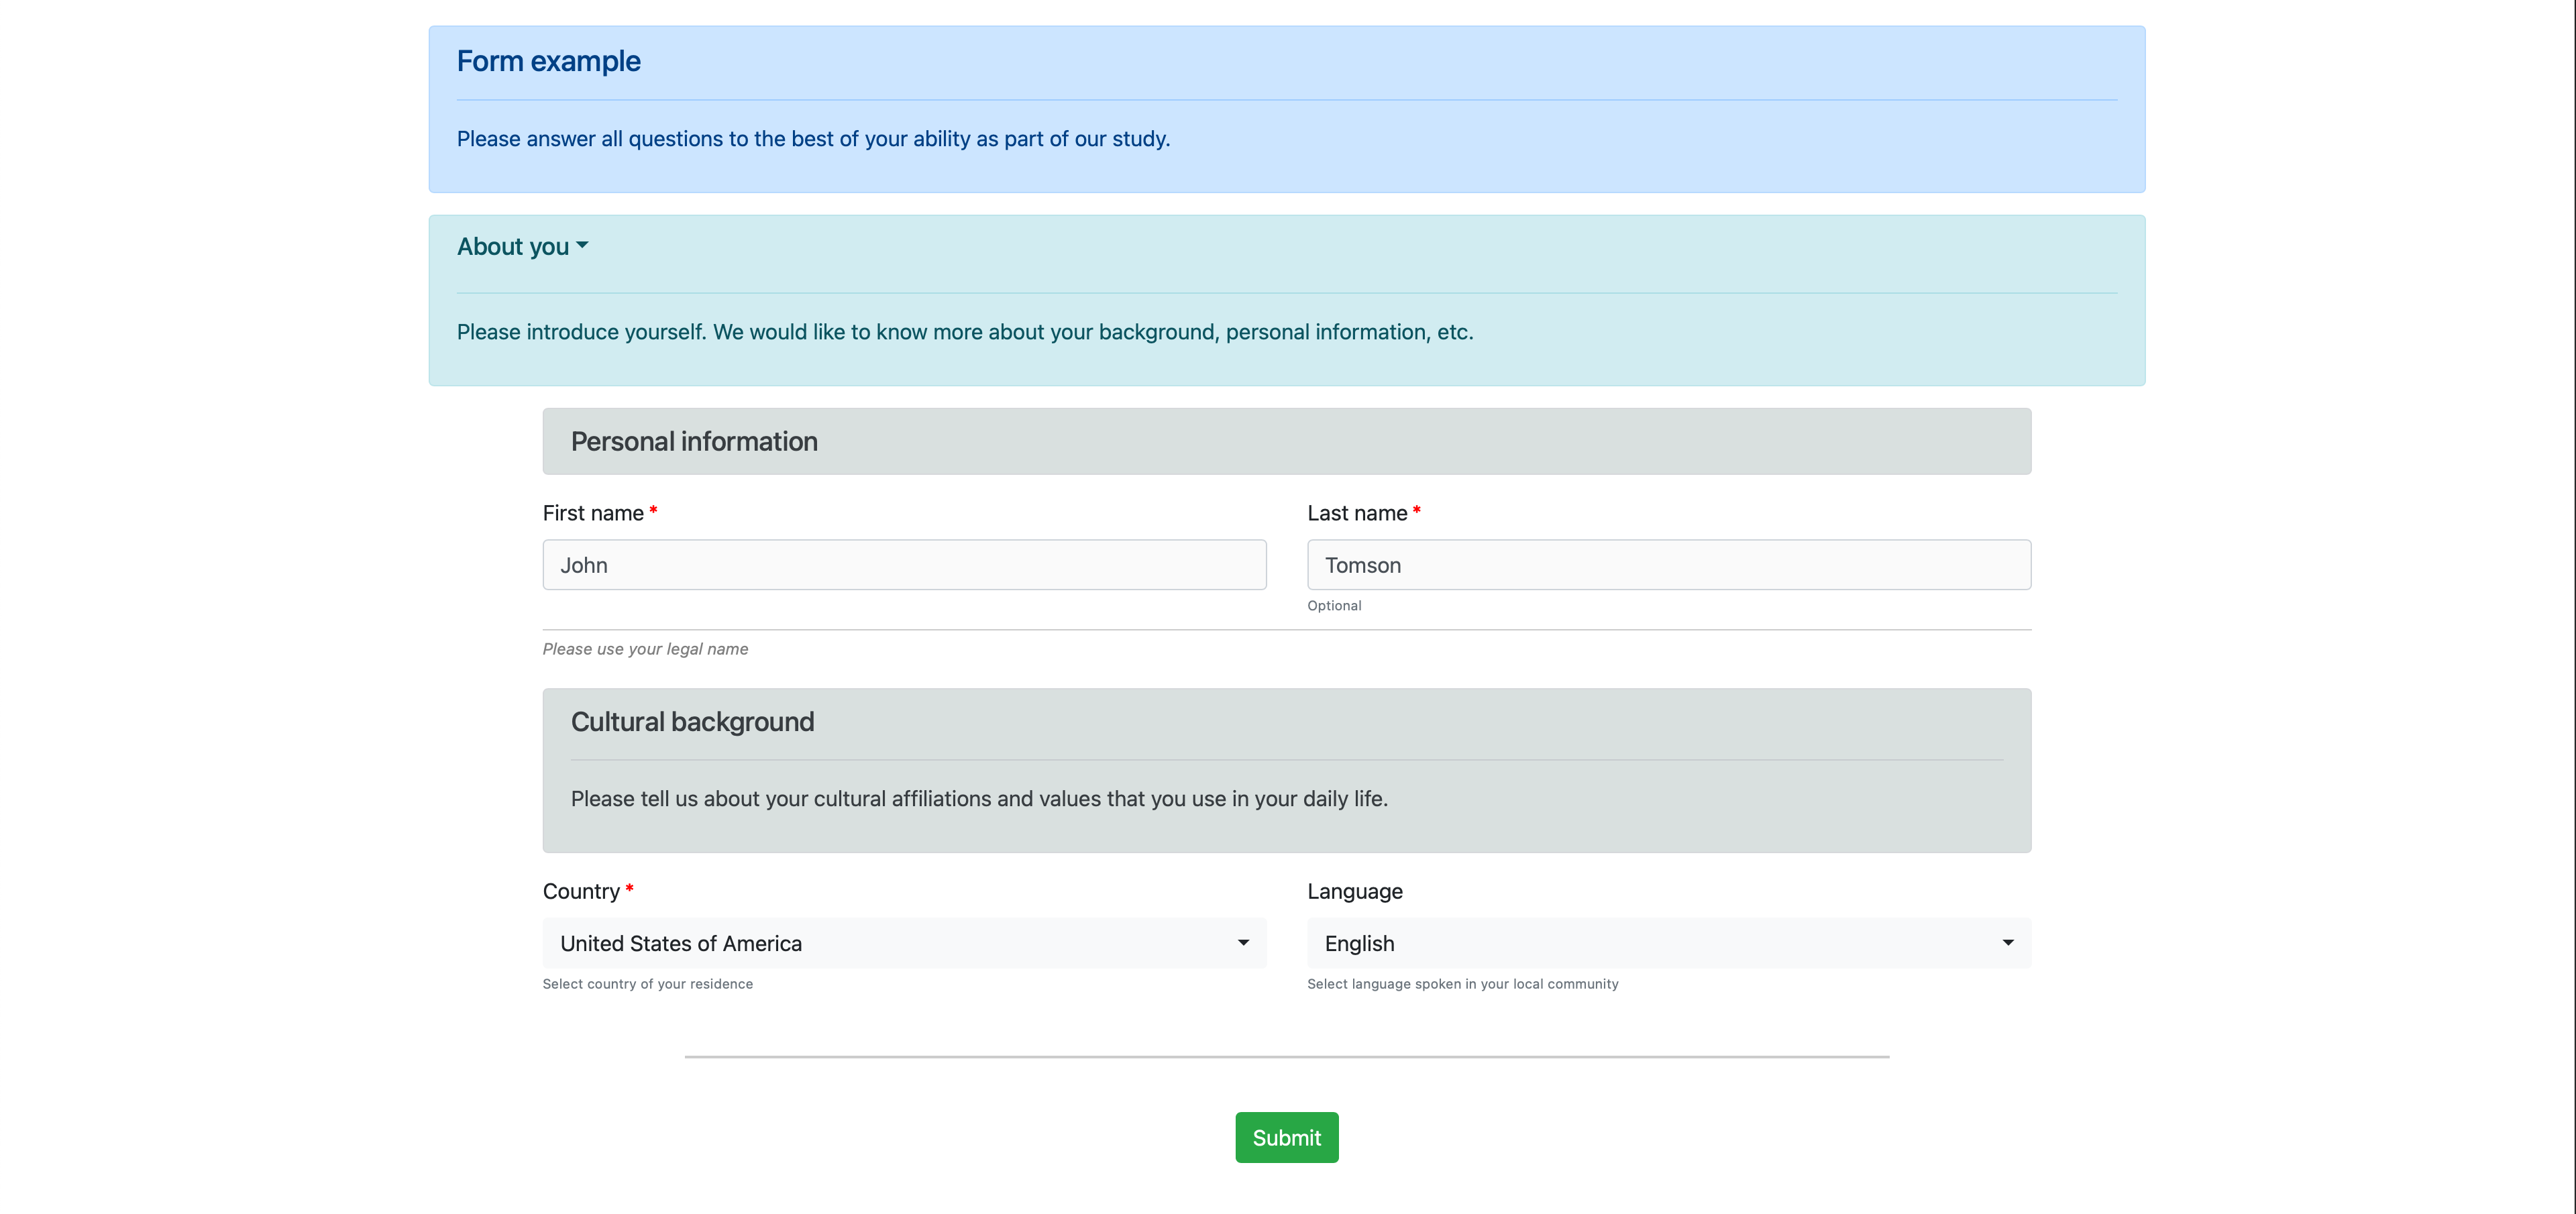 Form example
Please answer all questions to the best of your ability as part of our study.
About you
Please introduce yourself. We would like to know more about your background, personal information, etc.
Personal information
First name *
Last name *
John
Tomson
Optional
Please use your legal name
Cultural background
Please tell us about your cultural affiliations and values that you use in your daily life.
Country *
Language
United States of America
English
Select country of your residence
Select language spoken in your local community
Submit